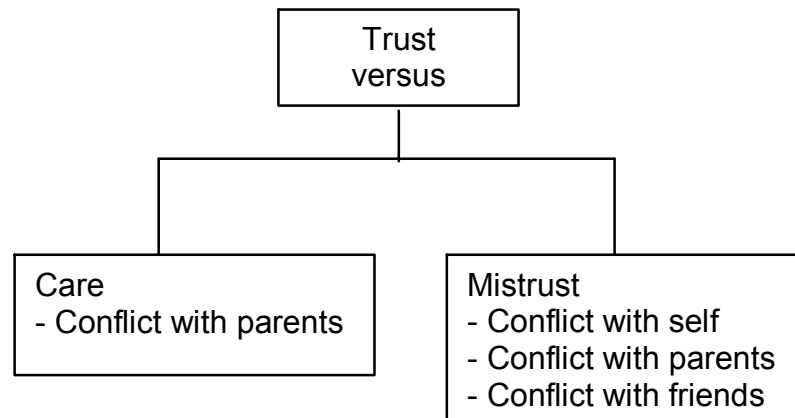 Trust
versus
Care
- Conflict with parents
Mistrust
- Conflict with self
- Conflict with parents
- Conflict with friends